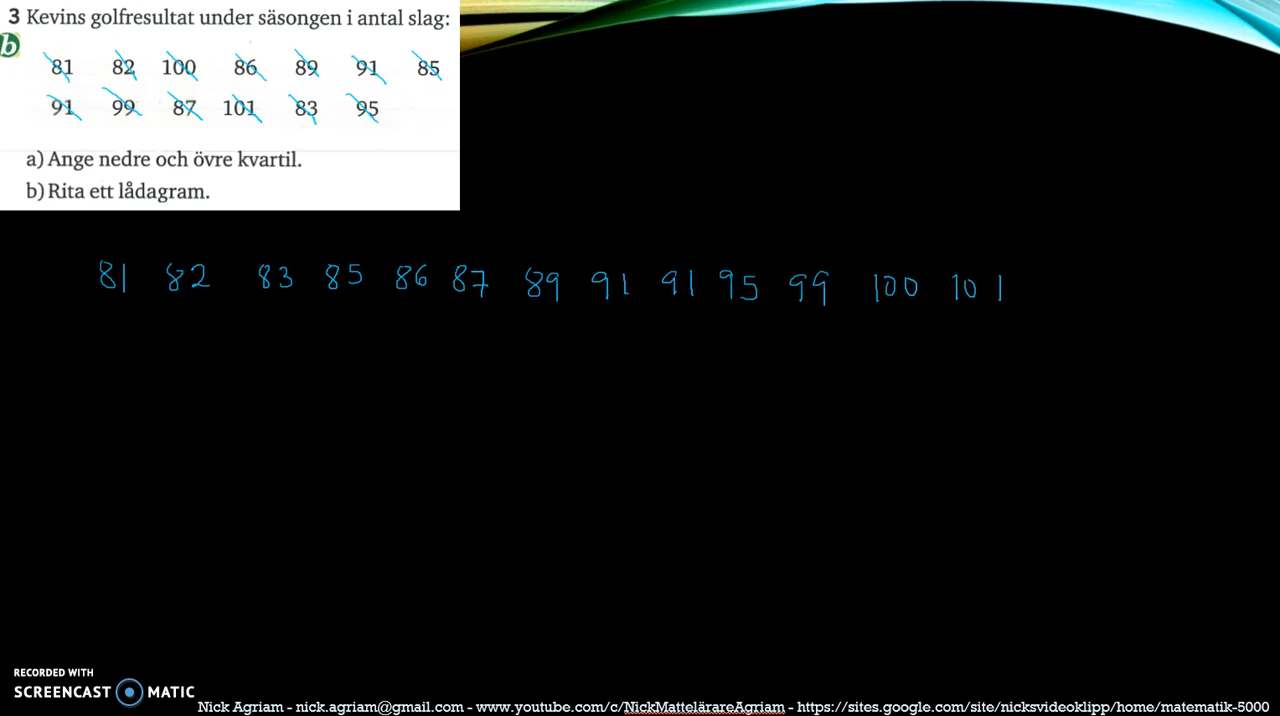 3 Kevins golfresultat under säsongen i antal slag:
b
81 82 100 86 89 91 85
91 99 87 101 83 95
a) Ange nedre och övre kvartil.
b) Rita ett lådagram.
81 82 83 85 86 87 89 91 91 95 99 100 101
RECORDED WITH
SCREENCAST MATIC
Nick Agriam - nick.agriam@gmail.com - www.youtube.com/c/NickMattelärareAgriam - https://sites.google.com/site/nicksvideoklipp/home/matematik-5000